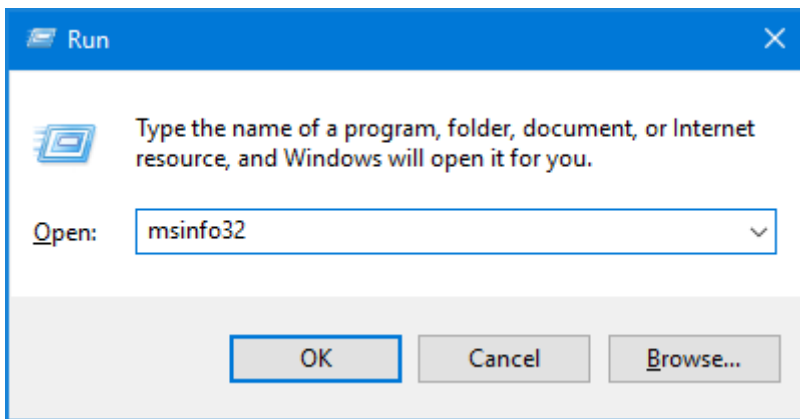 Run
Type the name of a program, folder, document, or Internet
resource, and Windows will open it for you.
Open: msinfo32
OK Cancel Browse...